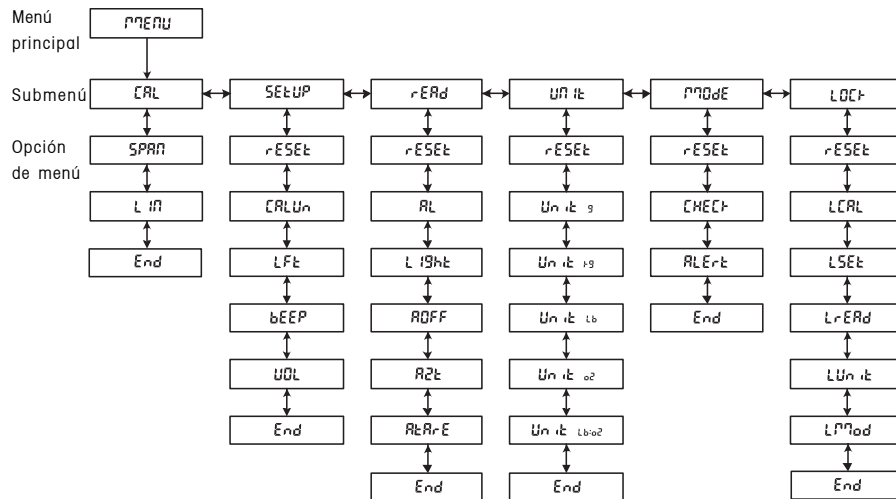 Menú
principal
MENU
Submenú
CAL
SEtUP
rEAd
UNIt
MOdE
LOCk
Opción
de menú
SPAN
rESEt
rESEt
rESEt
rESEt
rESEt
LIN
CALUn
AL
Unit g
CHECk
LCAL
End
LFt
LIght
Unit kg
ALErt
LSEt
bEEP
AOFF
Unit Lb
End
LrEAd
VOL
AZt
Unit oZ
LUnit
End
AtArE
Unit Lb:oZ
LMod
End
End
End